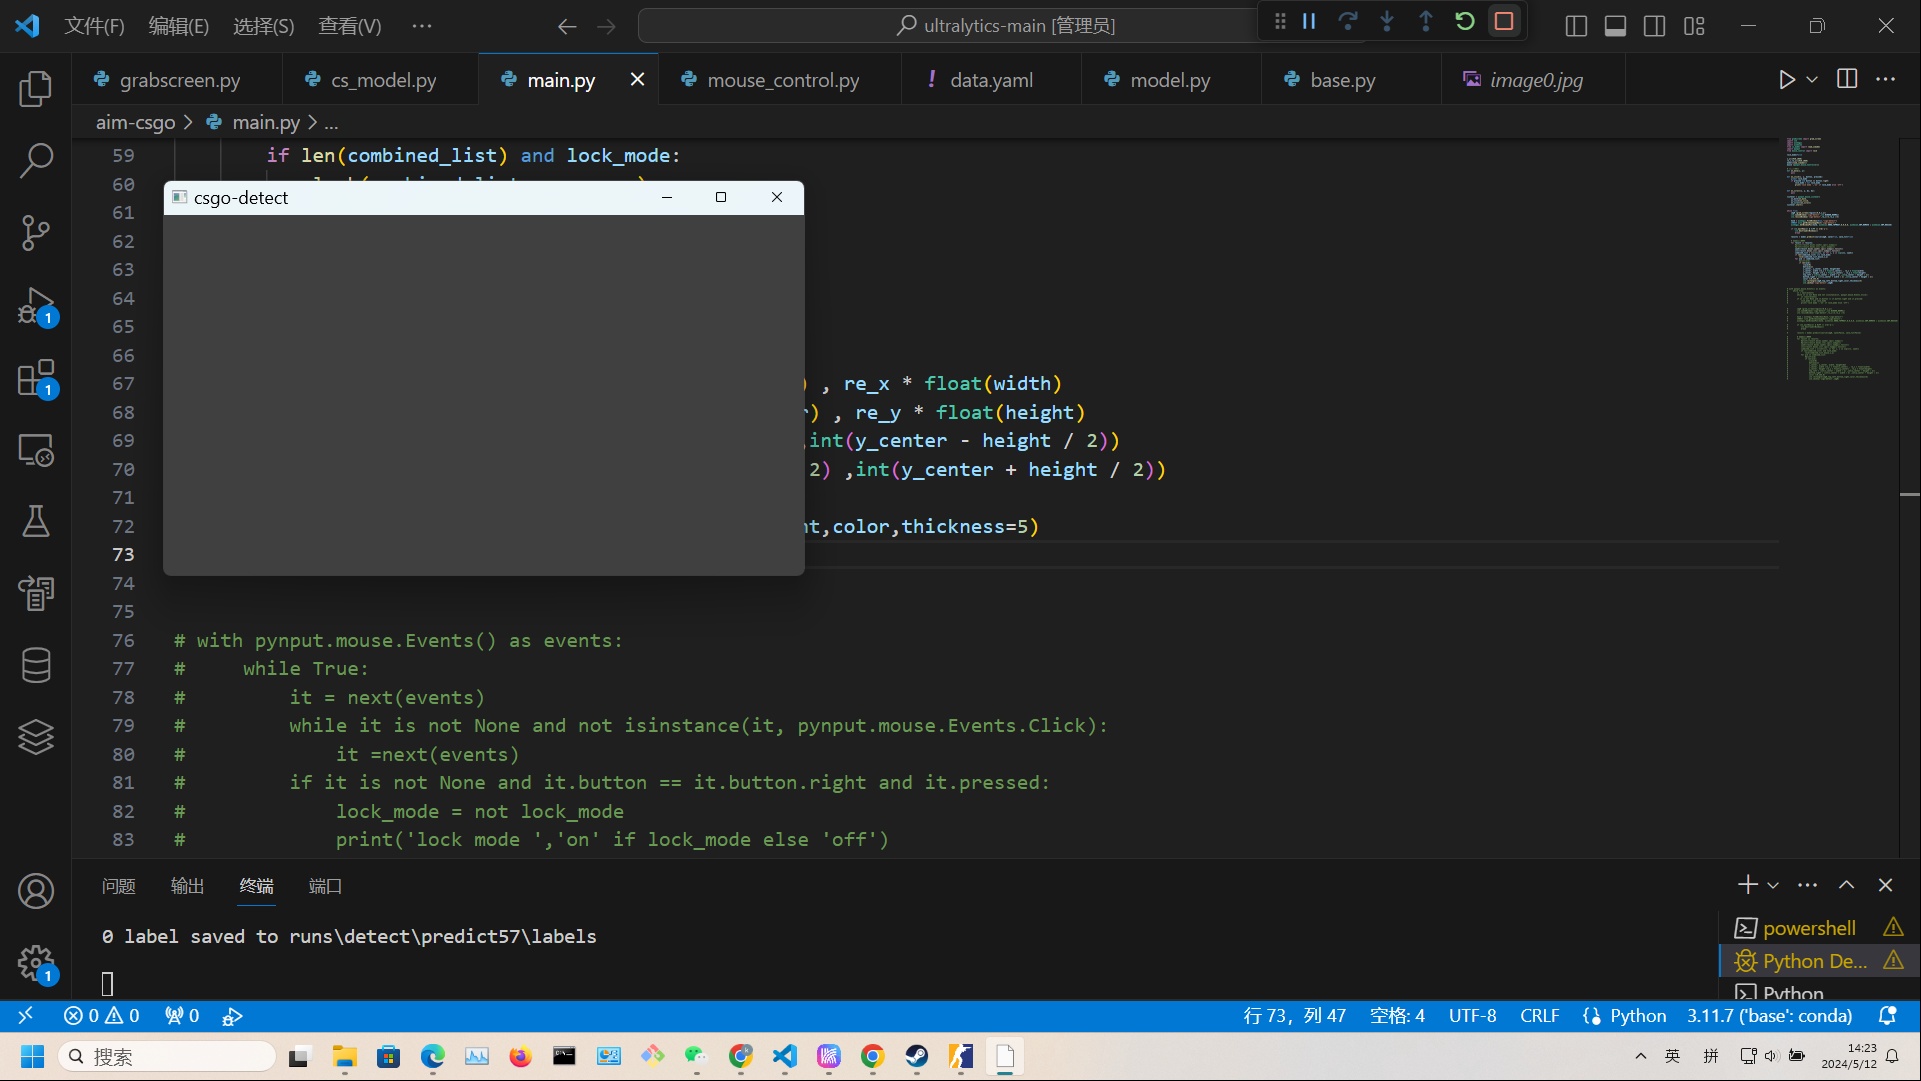 文件(F) 编辑(E) 选择(S) 查看(V) ··· ultralytics-main [管理员]
grabscreen.py cs_model.py main.py mouse_control.py data.yaml model.py base.py image0.jpg
aim-csgo > main.py > ...
59 if len(combined_list) and lock_mode:
60
csgo-detect
61
62
63
64
65
66
67 ) , re_x * float(width)
68 ) , re_y * float(height)
69 ,int(y_center - height / 2))
70 2) ,int(y_center + height / 2))
71
72 nt,color,thickness=5)
73
74
75
76 # with pynput.mouse.Events() as events:
77 # while True:
78 # it = next(events)
79 # while it is not None and not isinstance(it, pynput.mouse.Events.Click):
80 # it =next(events)
81 # if it is not None and it.button == it.button.right and it.pressed:
82 # lock_mode = not lock_mode
83 # print('lock mode ','on' if lock_mode else 'off')
问题 输出 终端 端口
0 label saved to runs\detect\predict57\labels
powershell
Python De...
Python
0 0 0 行 73，列 47 空格: 4 UTF-8 CRLF Python 3.11.7 ('base': conda)
搜索 英 拼 14:23
2024/5/12